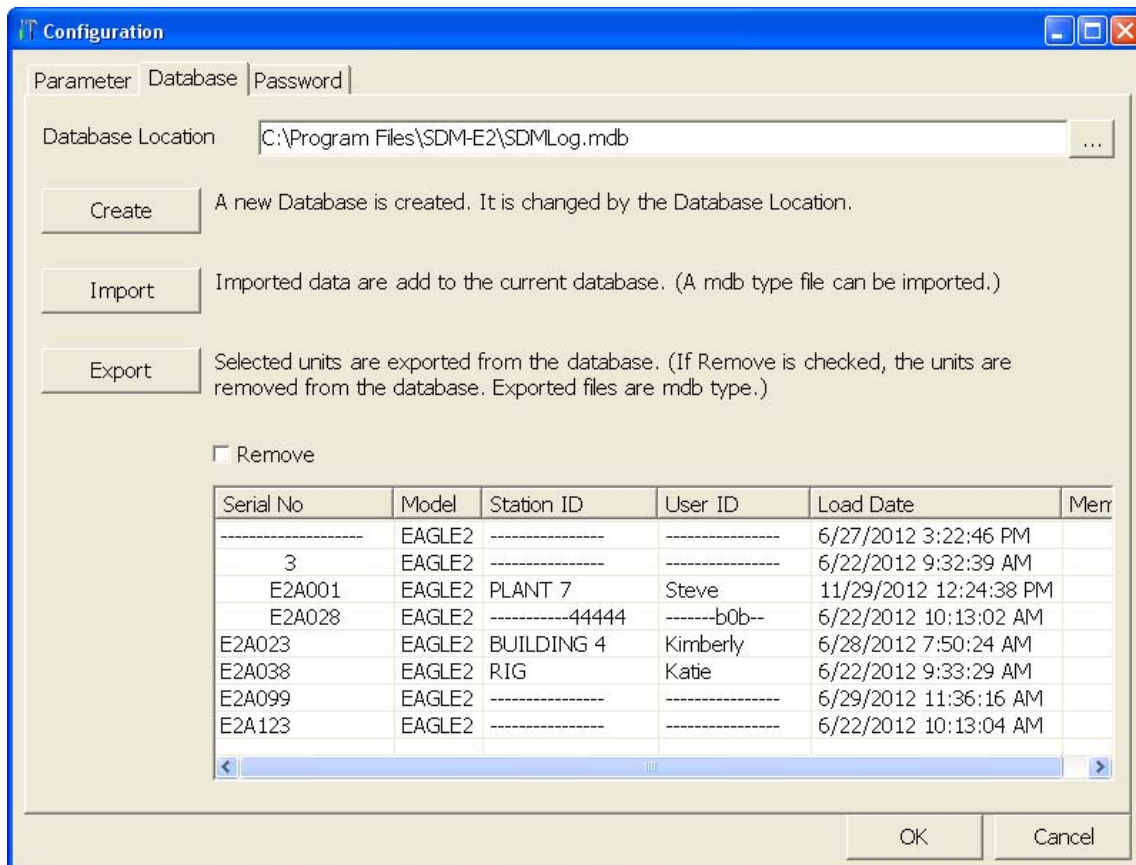 Configuration
Parameter Database Password
Database Location C:\Program Files\SDM-E2\SDMLog.mdb ...
Create A new Database is created. It is changed by the Database Location.
Import Imported data are add to the current database. (A mdb type file can be imported.)
Export Selected units are exported from the database. (If Remove is checked, the units are
removed from the database. Exported files are mdb type.)
Remove
Serial No Model Station ID User ID Load Date Mem
-------------------- EAGLE2 ---------------- ---------------- 6/27/2012 3:22:46 PM
3 EAGLE2 ---------------- ---------------- 6/22/2012 9:32:39 AM
E2A001 EAGLE2 PLANT 7 Steve 11/29/2012 12:24:38 PM
E2A028 EAGLE2 -----------44444 -------b0b-- 6/22/2012 10:13:02 AM
E2A023 EAGLE2 BUILDING 4 Kimberly 6/28/2012 7:50:24 AM
E2A038 EAGLE2 RIG Katie 6/22/2012 9:33:29 AM
E2A099 EAGLE2 ---------------- ---------------- 6/29/2012 11:36:16 AM
E2A123 EAGLE2 ---------------- ---------------- 6/22/2012 10:13:04 AM
OK Cancel